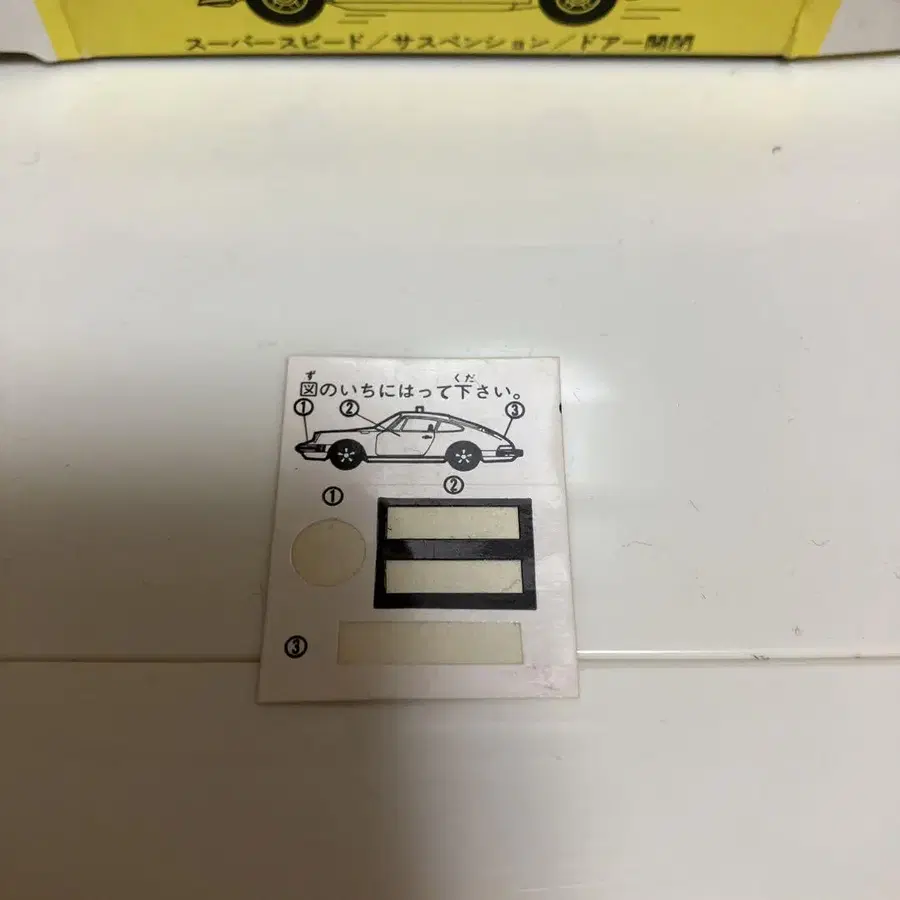 スーパースピード/サスペンション/ドアー開閉
ず くだ
図のいちにはって下さい。
① ② ③
① ②
③